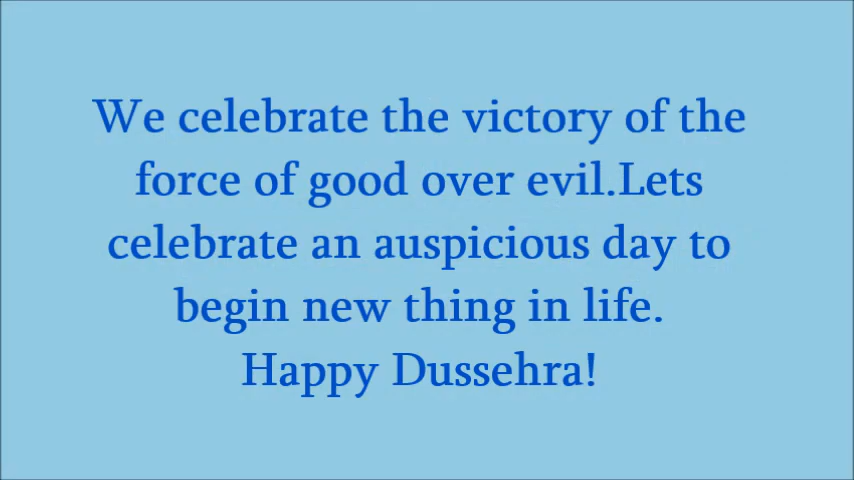 We celebrate the victory of the
force of good over evil.Lets
celebrate an auspicious day to
begin new thing in life.
Happy Dussehra!